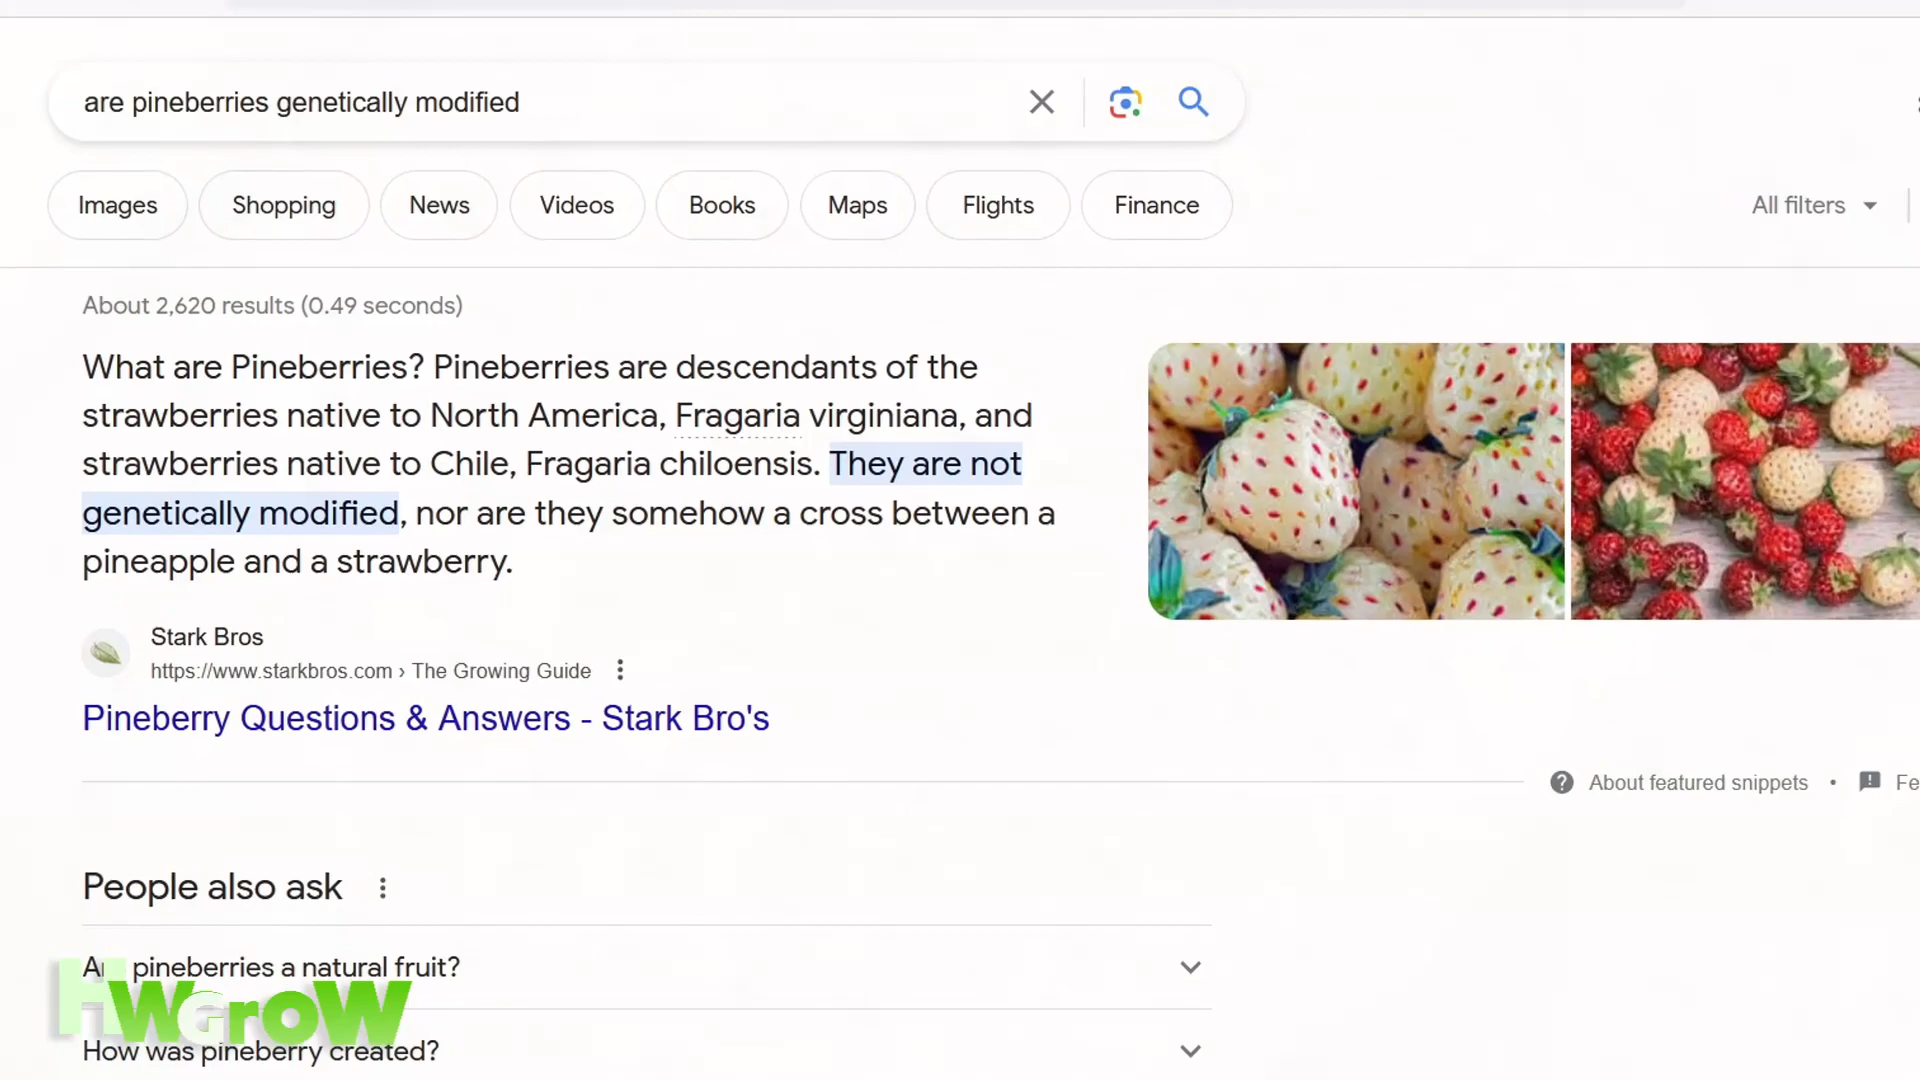 are pineberries genetically modified
Images Shopping News Videos Books Maps Flights Finance All filters
About 2,620 results (0.49 seconds)
What are Pineberries? Pineberries are descendants of the
strawberries native to North America, Fragaria virginiana, and
strawberries native to Chile, Fragaria chiloensis. They are not
genetically modified, nor are they somehow a cross between a
pineapple and a strawberry.
Stark Bros
https://www.starkbros.com › The Growing Guide
Pineberry Questions & Answers - Stark Bro's
About featured snippets •
People also ask
pineberries a natural fruit?
How was pineberry created?
HWGroW